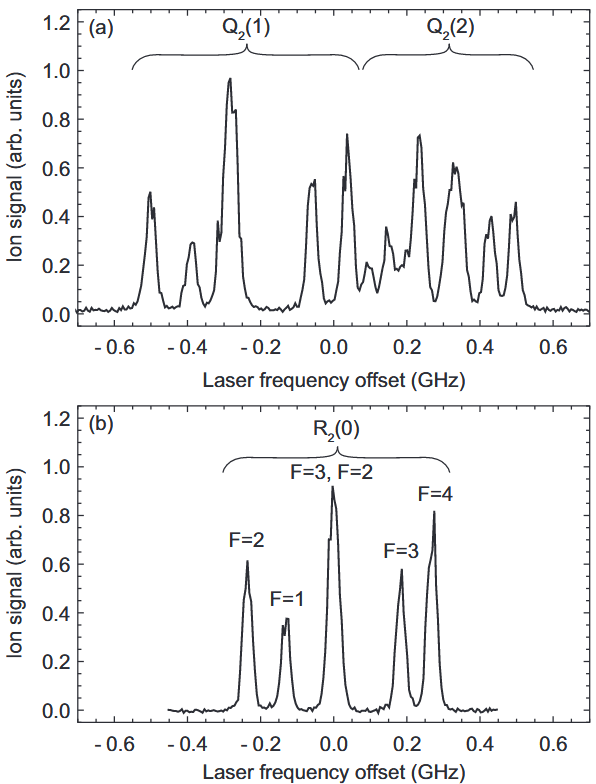 (a)
Q₂(1)
Q₂(2)
Ion signal (arb. units)
1.2
1.0
0.8
0.6
0.4
0.2
0.0
- 0.6 - 0.4 - 0.2 0.0 0.2 0.4 0.6
Laser frequency offset (GHz)
(b)
R₂(0)
F=3, F=2
F=4
F=2
F=3
F=1
Ion signal (arb. units)
1.2
1.0
0.8
0.6
0.4
0.2
0.0
- 0.6 - 0.4 - 0.2 0.0 0.2 0.4 0.6
Laser frequency offset (GHz)